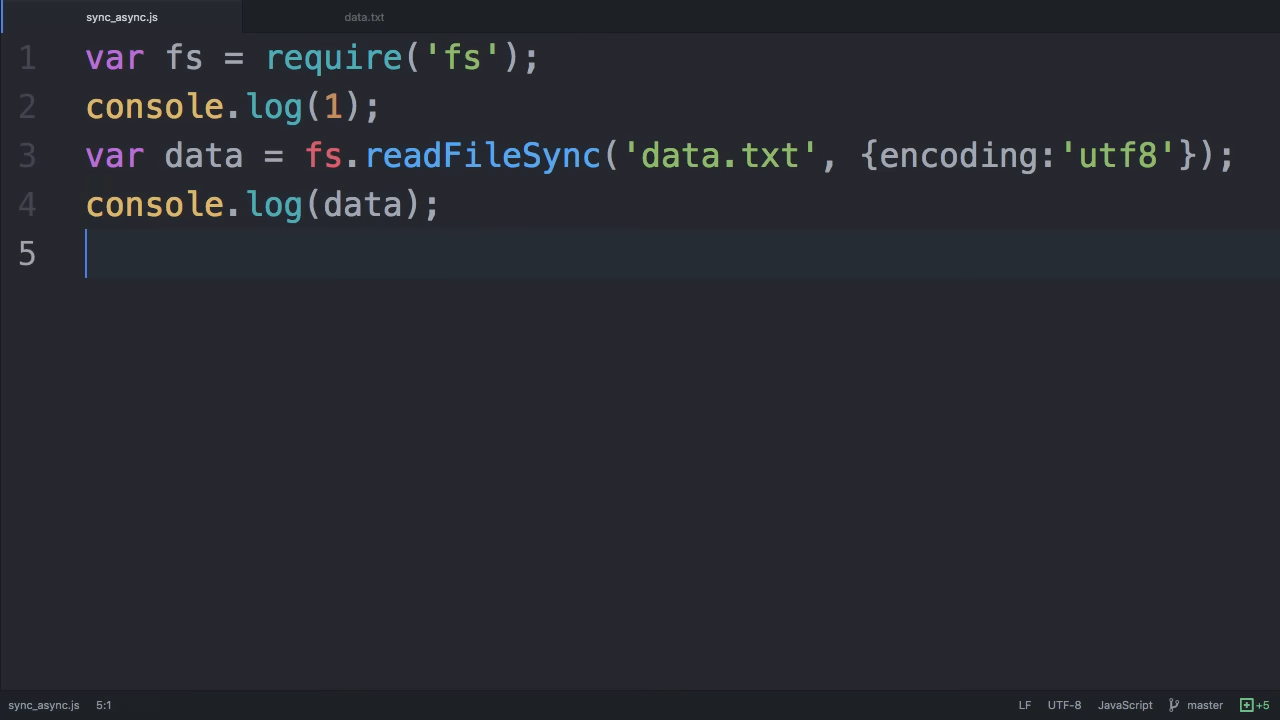 sync_async.js data.txt
1 var fs = require('fs');
2 console.log(1);
3 var data = fs.readFileSync('data.txt', {encoding:'utf8'});
4 console.log(data);
5
sync_async.js 5:1 LF UTF-8 JavaScript master +5